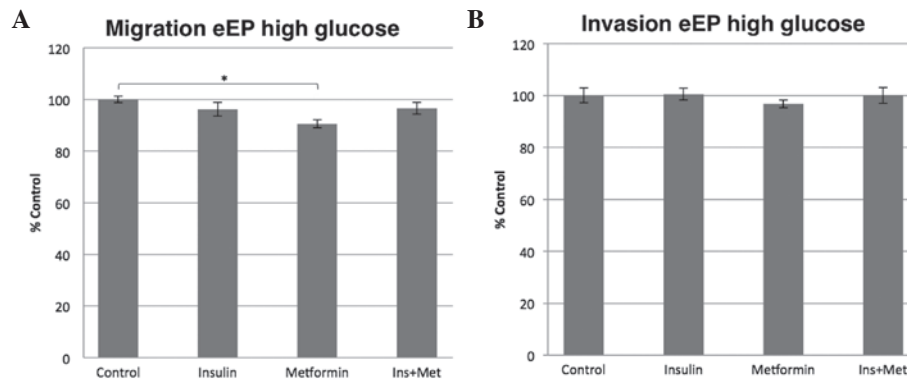 A
Migration eEP high glucose
120
*
100
80
60
40
20
0
% Control
Control Insulin Metformin Ins+Met
B
Invasion eEP high glucose
120
100
80
60
40
20
0
% Control
Control Insulin Metformin Ins+Met